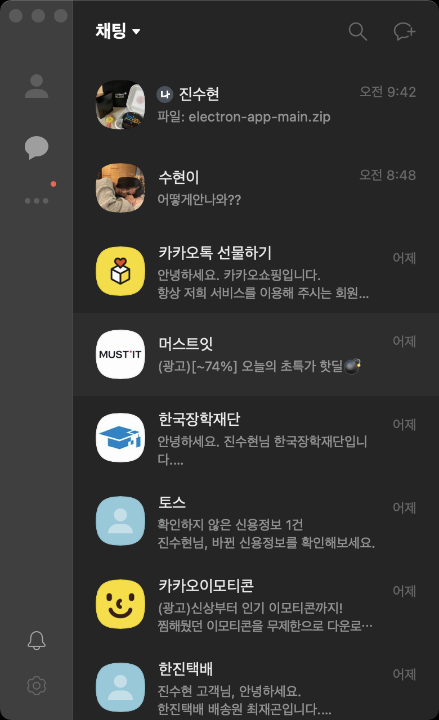 채팅
나 진수현
오전 9:42
파일: electron-app-main.zip
수현이
오전 8:48
어떻게안나와??
카카오톡 선물하기
어제
안녕하세요. 카카오쇼핑입니다.
항상 저희 서비스를 이용해 주시는 회원...
MUST'IT
머스트잇
어제
(광고)[~74%] 오늘의 초특가 핫딜💣
한국장학재단
어제
안녕하세요. 진수현님 한국장학재단입니
다....
토스
어제
확인하지 않은 신용정보 1건
진수현님, 바뀐 신용정보를 확인해보세요.
카카오이모티콘
어제
(광고)신상부터 인기 이모티콘까지!
찜해뒀던 이모티콘을 무제한으로 다운로...
한진택배
어제
진수현 고객님, 안녕하세요.
한진택배 배송원 최재곤입니다....